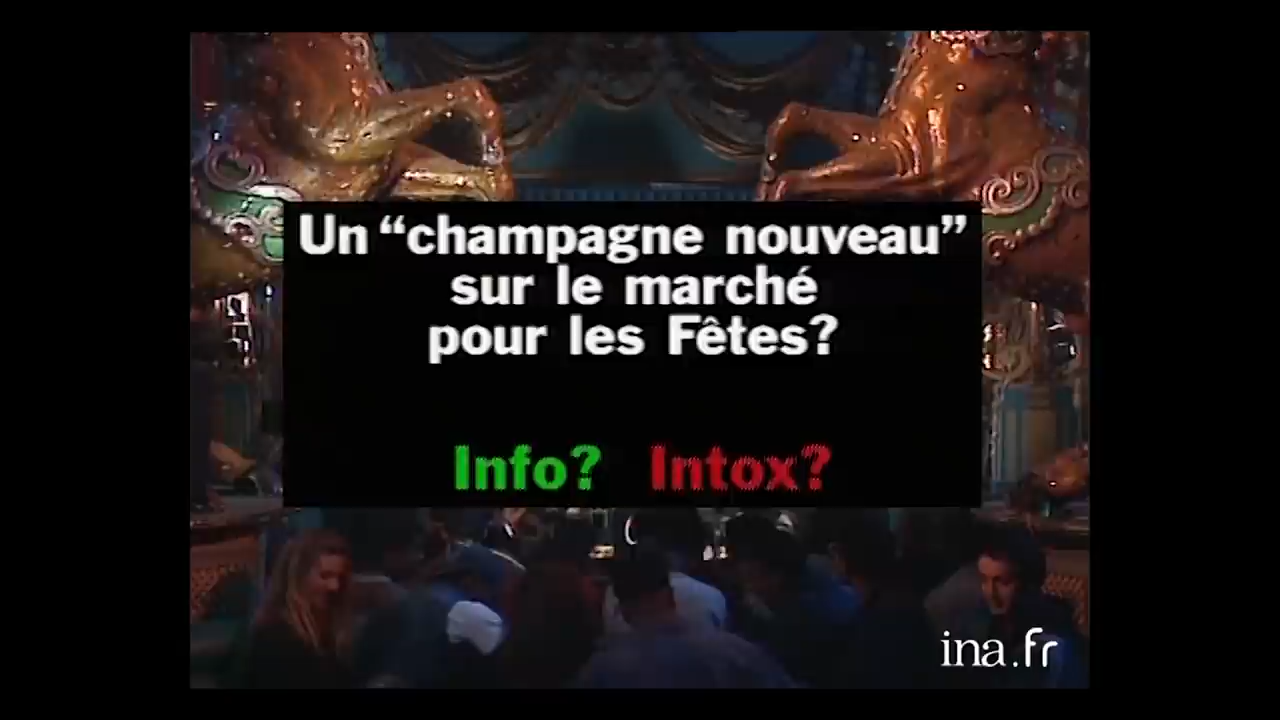 Un “champagne nouveau”
sur le marché
pour les Fêtes?
Info? Intox?
ina.fr